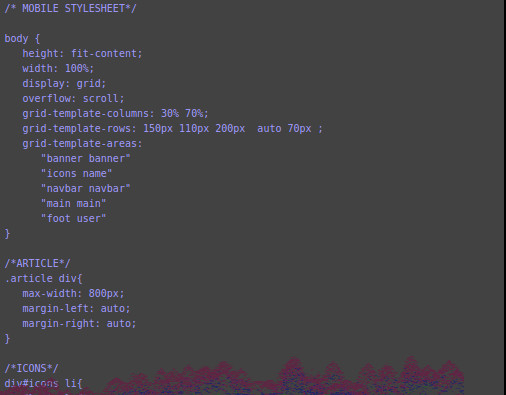 /* MOBILE STYLESHEET*/
body {
height: fit-content;
width: 100%;
display: grid;
overflow: scroll;
grid-template-columns: 30% 70%;
grid-template-rows: 150px 110px 200px  auto 70px ;
grid-template-areas:
"banner banner"
"icons name"
"navbar navbar"
"main main"
"foot user"
}
/*ARTICLE*/
.article div{
max-width: 800px;
margin-left: auto;
margin-right: auto;
}
/*ICONS*/
div#icons li{